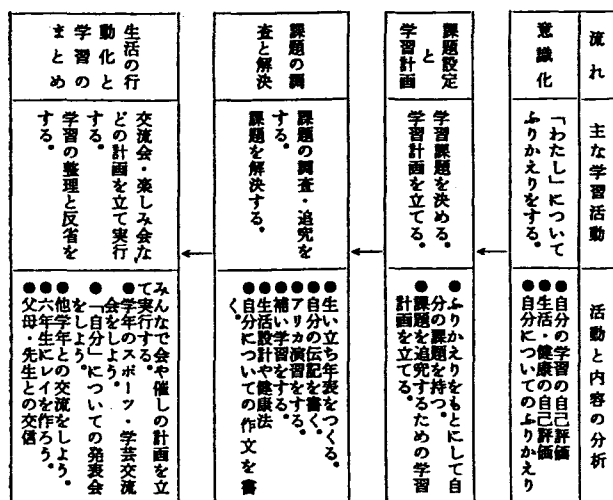 流れ
主な学習活動
活動と内容の分析
意識化
「わたし」について
ふりかえりをする。
●自分の学習の自己評価
●生活・健康の自己評価
●自分についてのふりかえり
課題設定
と
学習計画
学習課題を決める。
学習計画を立てる。
●ふりかえりをもとにして自
分の課題を持つ。
●課題を追究するための学習
計画を立てる。
課題の調
査と解決
課題の調査・追究を
する。
課題を解決する。
●生い立ち年表をつくる。
●自分の伝記を書く。
●アリカ演習をする。
●補い学習をする。
●生活設計や健康法
●自分についての作文を書
く。
生活の行
動化と
学習の
まとめ
交流会・楽しみ会な
どの計画を立て実行
する。
学習の整理と反省を
する。
みんなで会や催しの計画を立
て実行する。
●学年のスポーツ・学芸交流
会をしよう。
●「自分」についての発表会
をしよう。
●他学年との交流をしよう。
●六年生にレイを作ろう。
●父母・先生との交信